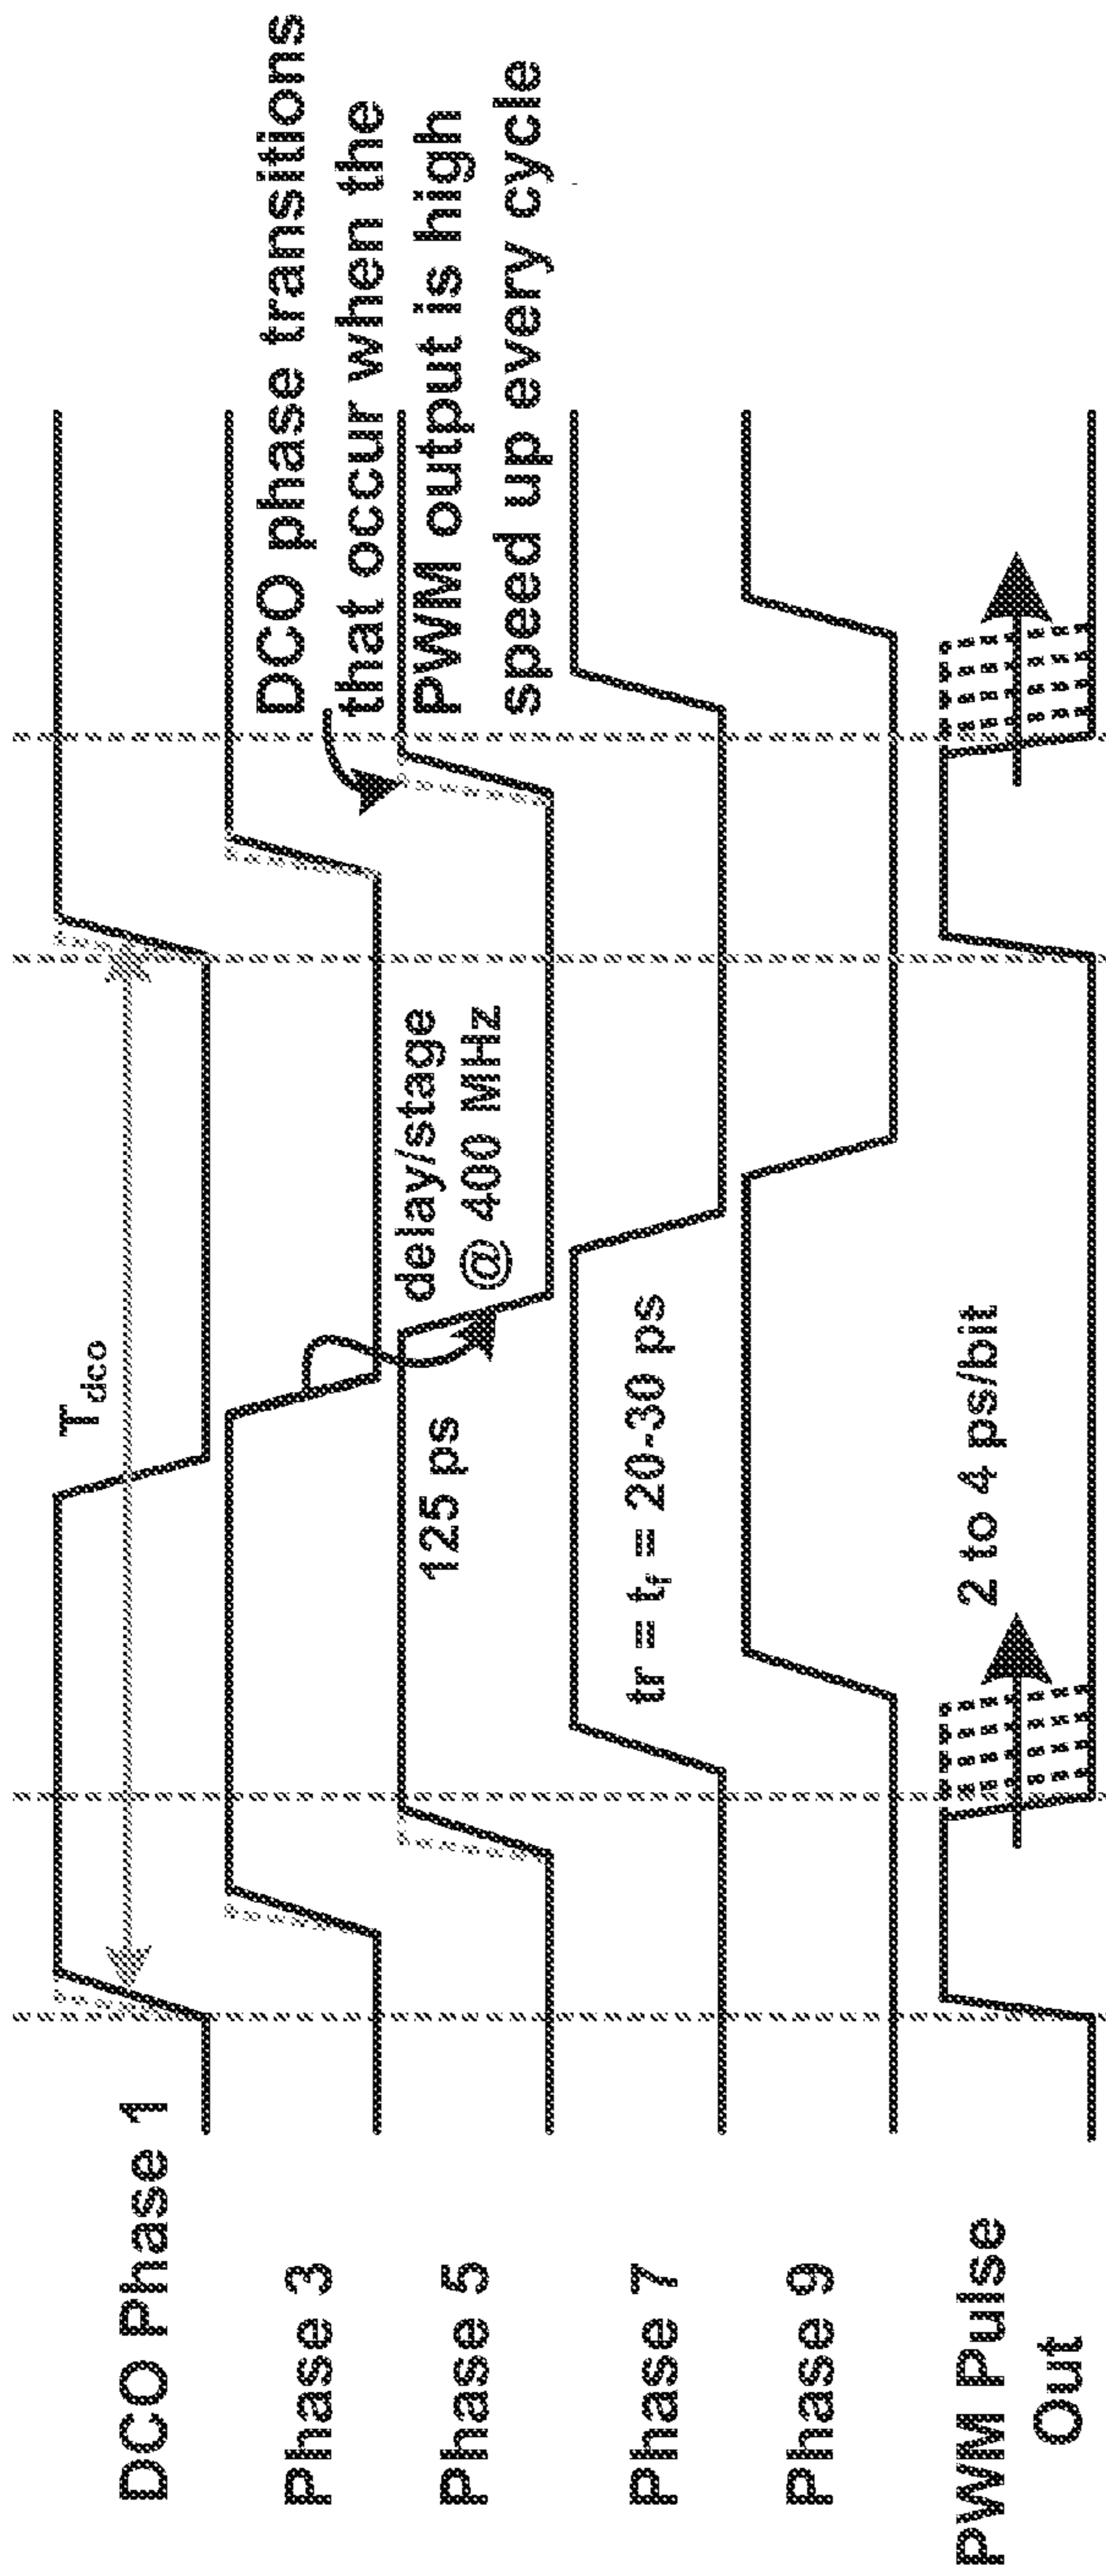 DCO Phase 1
Phase 3
Phase 5
Phase 7
Phase 9
PWM Pulse
Out
Tdco
125 ps
delay/stage
@ 400 MHz
tr = tf = 20-30 ps
2 to 4 ps/bit
DCO phase transitions
that occur when the
PWM output is high
speed up every cycle